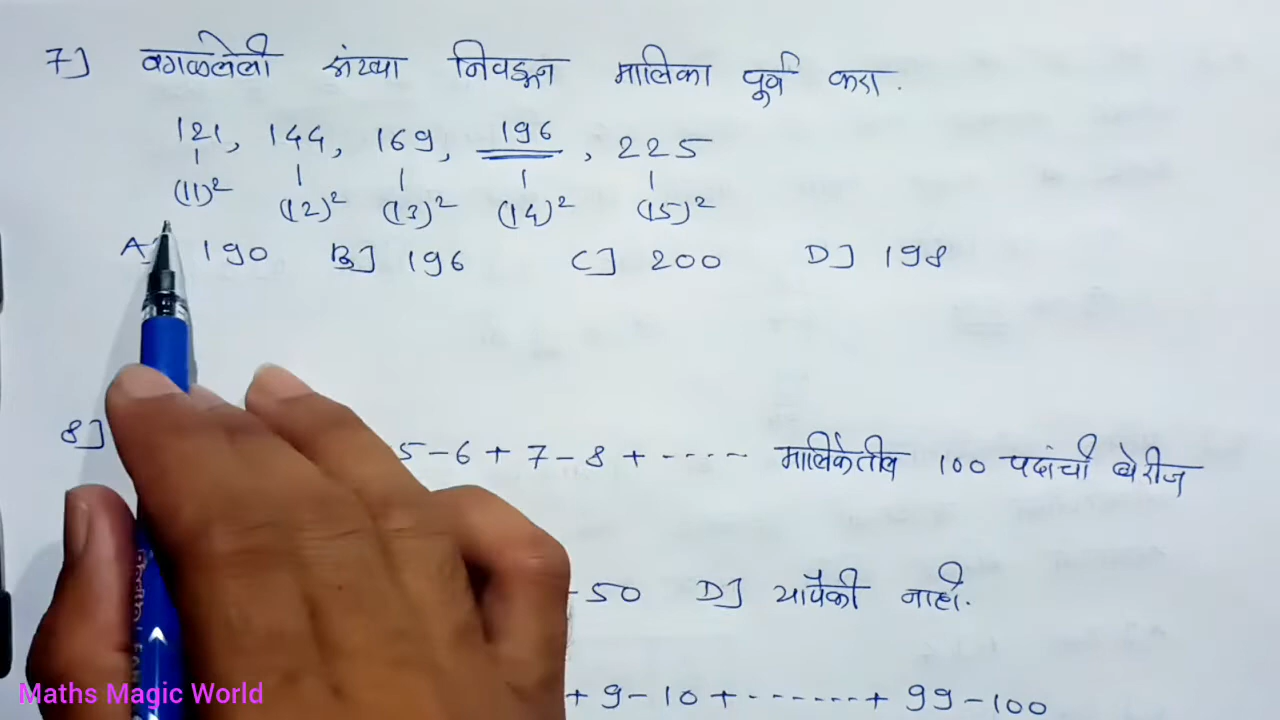 7] वगळलेली संख्या निवडून मालिका पूर्ण करा.
121, 144, 169, 196, 225
(11)² (12)² (13)² (14)² (15)²
A] 190 B] 196 C] 200 D] 198
8] 5-6+7-8+---- मालिकेतील 100 पदांची बेरीज
-50 D] यापैकी नाही.
+9-10+------+99-100
Maths Magic World